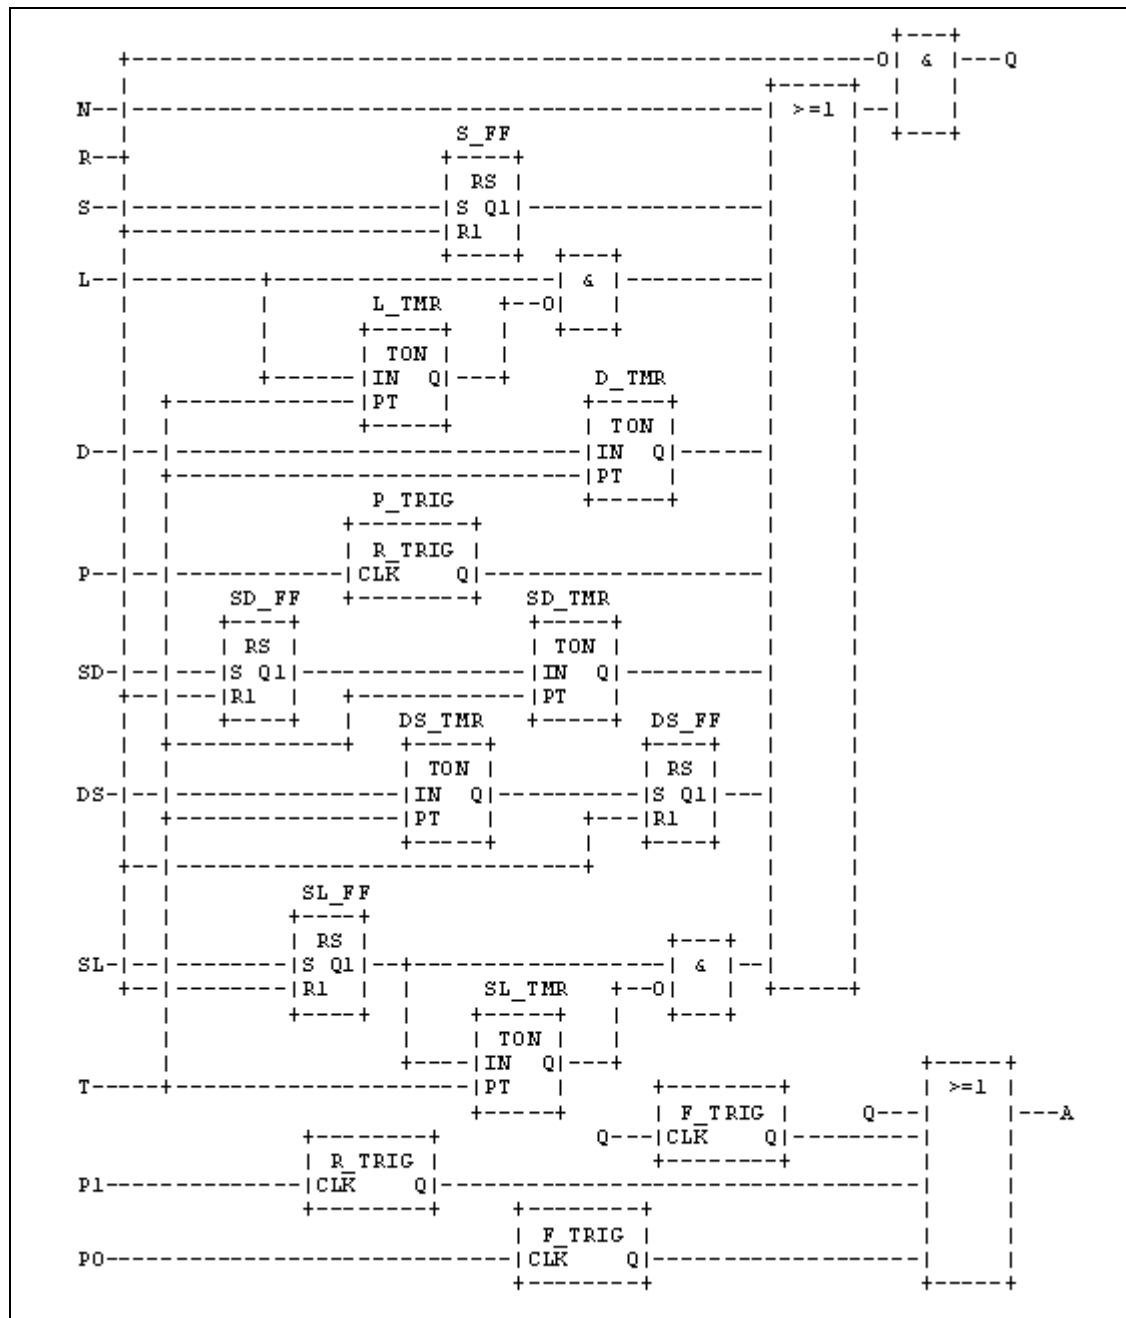 O| & |---Q
N
>=1
S_FF
R
RS
S
S Q1
R1
L
&
L_TMR
O
TON
IN Q
D_TMR
PT
TON
D
IN Q
PT
P_TRIG
R_TRIG
P
CLK Q
SD_FF
SD_TMR
RS
TON
SD
S Q1
IN Q
R1
PT
DS_TMR
DS_FF
TON
RS
DS
IN Q
S Q1
PT
R1
SL_FF
RS
SL
S Q1
&
R1
SL_TMR
O
TON
IN Q
T
PT
>=1
F_TRIG
Q
A
Q
CLK Q
R_TRIG
P1
CLK Q
F_TRIG
P0
CLK Q